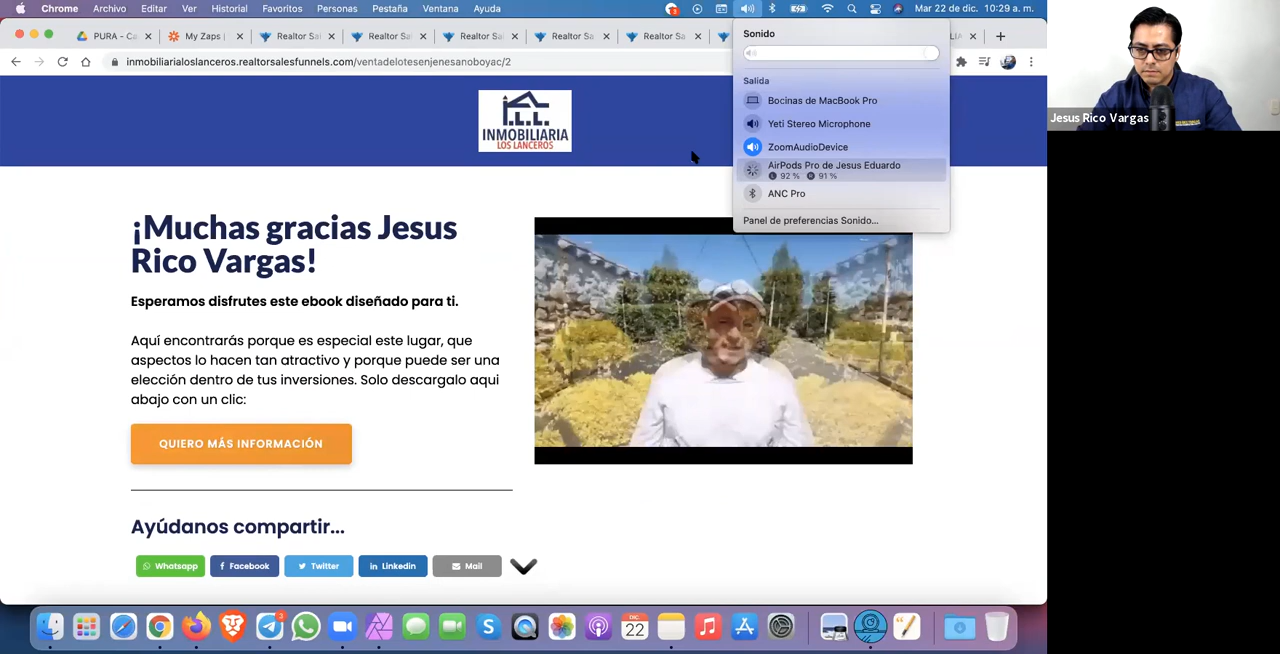 Chrome Archivo Editar Ver Historial Favoritos Personas Pestaña Ventana Ayuda Mar 22 de dic. 10:29 a. m.
PURA - Ca My Zaps | Realtor Sal Realtor Sal Realtor Sal Realtor Sa Realtor Sa
inmobiliarialoslanceros.realtorsalesfunnels.com/ventadelotesenjenesanoboyac/2
Sonido
Salida
Bocinas de MacBook Pro
Yeti Stereo Microphone
ZoomAudioDevice
AirPods Pro de Jesus Eduardo
92 % 91 %
ANC Pro
Panel de preferencias Sonido...
Jesus Rico Vargas
INMOBILIARIA
LOS LANCEROS
¡Muchas gracias Jesus
Rico Vargas!
Esperamos disfrutes este ebook diseñado para ti.
Aquí encontrarás porque es especial este lugar, que
aspectos lo hacen tan atractivo y porque puede ser una
elección dentro de tus inversiones. Solo descargalo aqui
abajo con un clic:
QUIERO MÁS INFORMACIÓN
Ayúdanos compartir...
Whatsapp Facebook Twitter Linkedin Mail
DIC
22